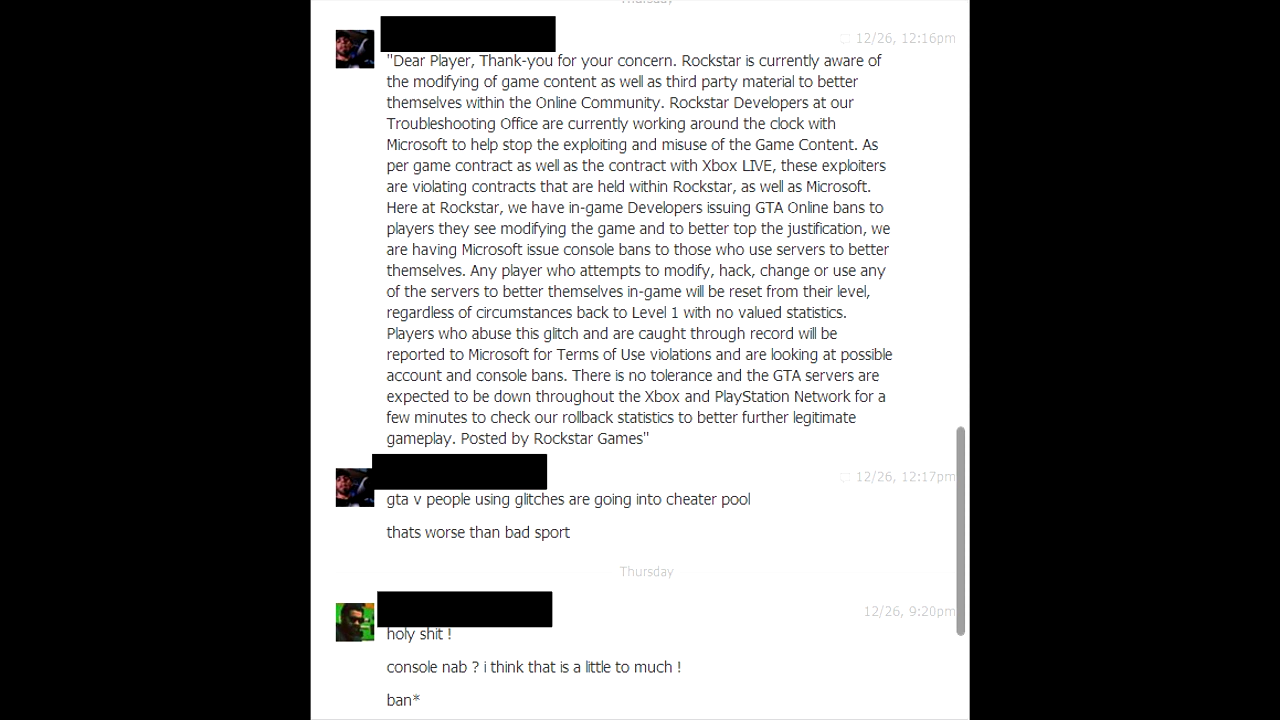 Thursday
12/26, 12:16pm
"Dear Player, Thank-you for your concern. Rockstar is currently aware of
the modifying of game content as well as third party material to better
themselves within the Online Community. Rockstar Developers at our
Troubleshooting Office are currently working around the clock with
Microsoft to help stop the exploiting and misuse of the Game Content. As
per game contract as well as the contract with Xbox LIVE, these exploiters
are violating contracts that are held within Rockstar, as well as Microsoft.
Here at Rockstar, we have in-game Developers issuing GTA Online bans to
players they see modifying the game and to better top the justification, we
are having Microsoft issue console bans to those who use servers to better
themselves. Any player who attempts to modify, hack, change or use any
of the servers to better themselves in-game will be reset from their level,
regardless of circumstances back to Level 1 with no valued statistics.
Players who abuse this glitch and are caught through record will be
reported to Microsoft for Terms of Use violations and are looking at possible
account and console bans. There is no tolerance and the GTA servers are
expected to be down throughout the Xbox and PlayStation Network for a
few minutes to check our rollback statistics to better further legitimate
gameplay. Posted by Rockstar Games"
12/26, 12:17pm
gta v people using glitches are going into cheater pool
thats worse than bad sport
Thursday
12/26, 9:20pm
holy shit !
console nab ? i think that is a little to much !
ban*